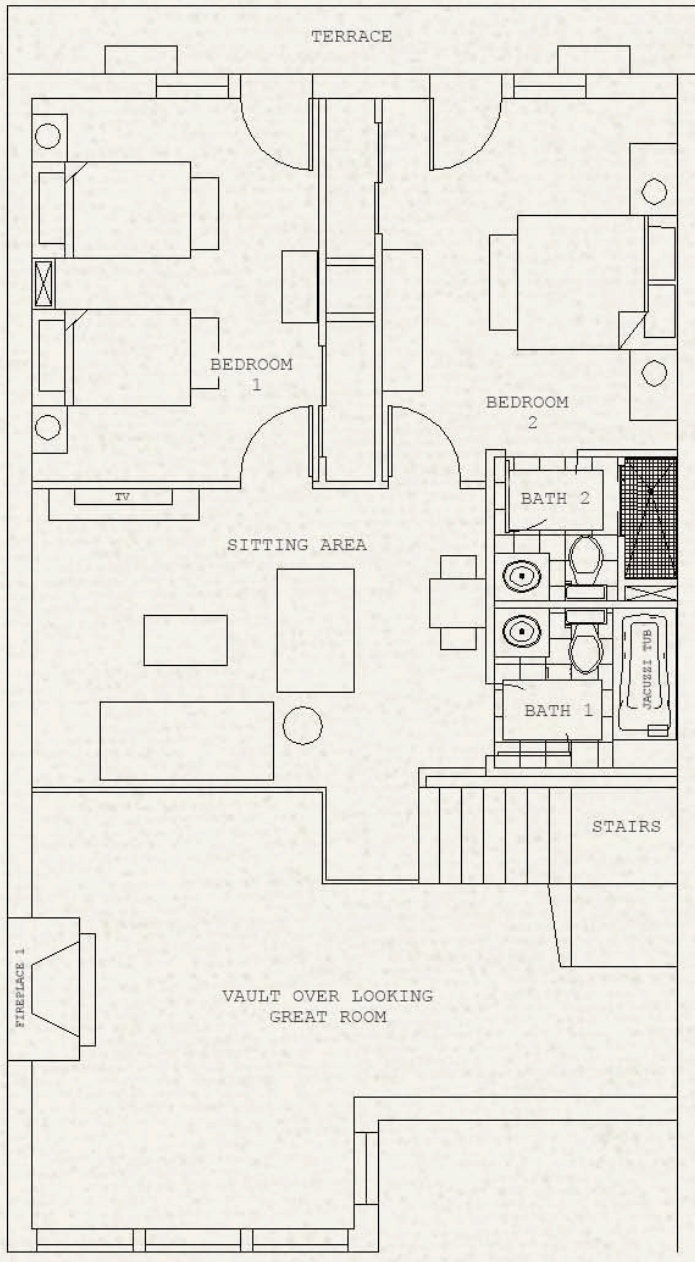 TERRACE
BEDROOM
1
BEDROOM
2
TV
BATH 2
SITTING AREA
JACUZZI TUB
BATH 1
STAIRS
FIREPLACE 1
VAULT OVER LOOKING
GREAT ROOM